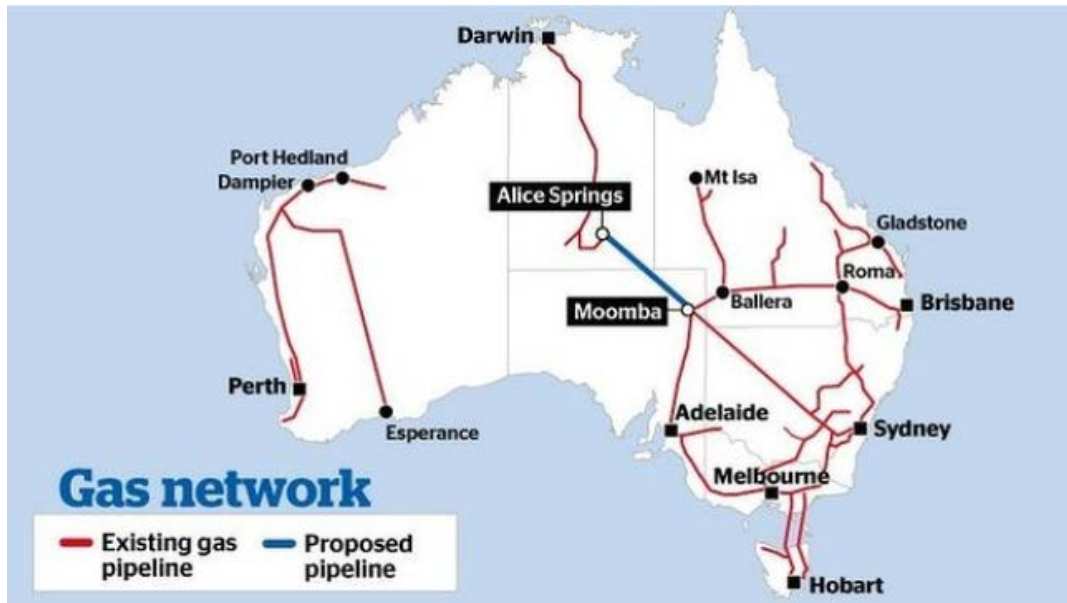 Darwin
Port Hedland
Dampier
Alice Springs
Mt Isa
Gladstone
Moomba
Ballera
Roma
Brisbane
Perth
Esperance
Adelaide
Sydney
Melbourne
Hobart
Gas network
Existing gas
pipeline
Proposed
pipeline